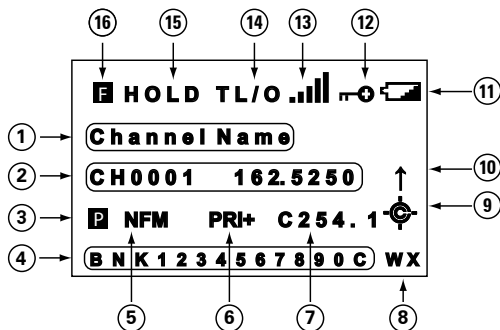 16 15 14 13 12
F HOLD TL/O 11
1 Channel Name
2 CH0001 162.5250 10
3 P NFM PRI+ C254.1 C 9
4 BNK1234567890C WX
5 6 7 8